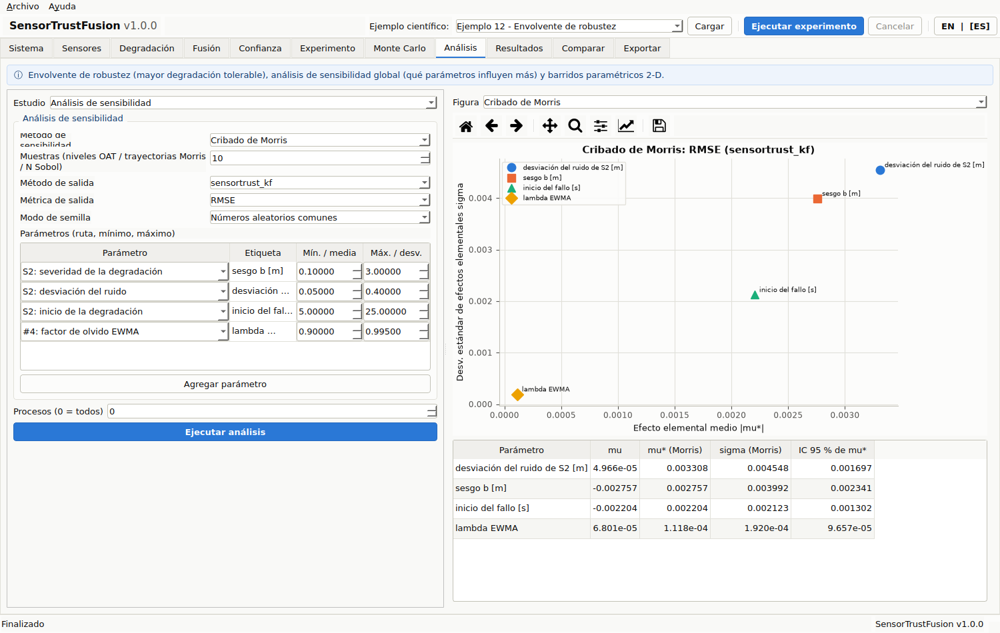 Archivo Ayuda
SensorTrustFusion v1.0.0
Ejemplo científico: Ejemplo 12 - Envolvente de robustez Cargar Ejecutar experimento Cancelar EN | [ES]
Sistema Sensores Degradación Fusión Confianza Experimento Monte Carlo Análisis Resultados Comparar Exportar
ⓘ Envolvente de robustez (mayor degradación tolerable), análisis de sensibilidad global (qué parámetros influyen más) y barridos paramétricos 2-D.
Estudio Análisis de sensibilidad
Análisis de sensibilidad
Método de
sensibilidad
Cribado de Morris
Muestras (niveles OAT / trayectorias Morris
/ N Sobol)
10
Método de salida sensortrust_kf
Métrica de salida RMSE
Modo de semilla Números aleatorios comunes
Parámetros (ruta, mínimo, máximo)
Parámetro Etiqueta Mín. / media Máx. / desv.
S2: severidad de la degradación sesgo b [m] 0.10000 3.00000
S2: desviación del ruido desviación ... 0.05000 0.40000
S2: inicio de la degradación inicio del fal... 5.00000 25.00000
#4: factor de olvido EWMA lambda ... 0.90000 0.99500
Agregar parámetro
Procesos (0 = todos) 0
Ejecutar análisis
Figura Cribado de Morris
Cribado de Morris: RMSE (sensortrust_kf)
desviación del ruido de S2 [m]
sesgo b [m]
inicio del fallo [s]
lambda EWMA
desviación del ruido de S2 [m]
sesgo b [m]
inicio del fallo [s]
lambda EWMA
Desv. estándar de efectos elementales sigma
0.004
0.003
0.002
0.001
0.000
0.0000 0.0005 0.0010 0.0015 0.0020 0.0025 0.0030
Efecto elemental medio |mu*|
Parámetro mu mu* (Morris) sigma (Morris) IC 95 % de mu*
desviación del ruido de S2 [m] 4.966e-05 0.003308 0.004548 0.001697
sesgo b [m] -0.002757 0.002757 0.003992 0.002341
inicio del fallo [s] -0.002204 0.002204 0.002123 0.001302
lambda EWMA 6.801e-05 1.118e-04 1.920e-04 9.657e-05
Finalizado
SensorTrustFusion v1.0.0